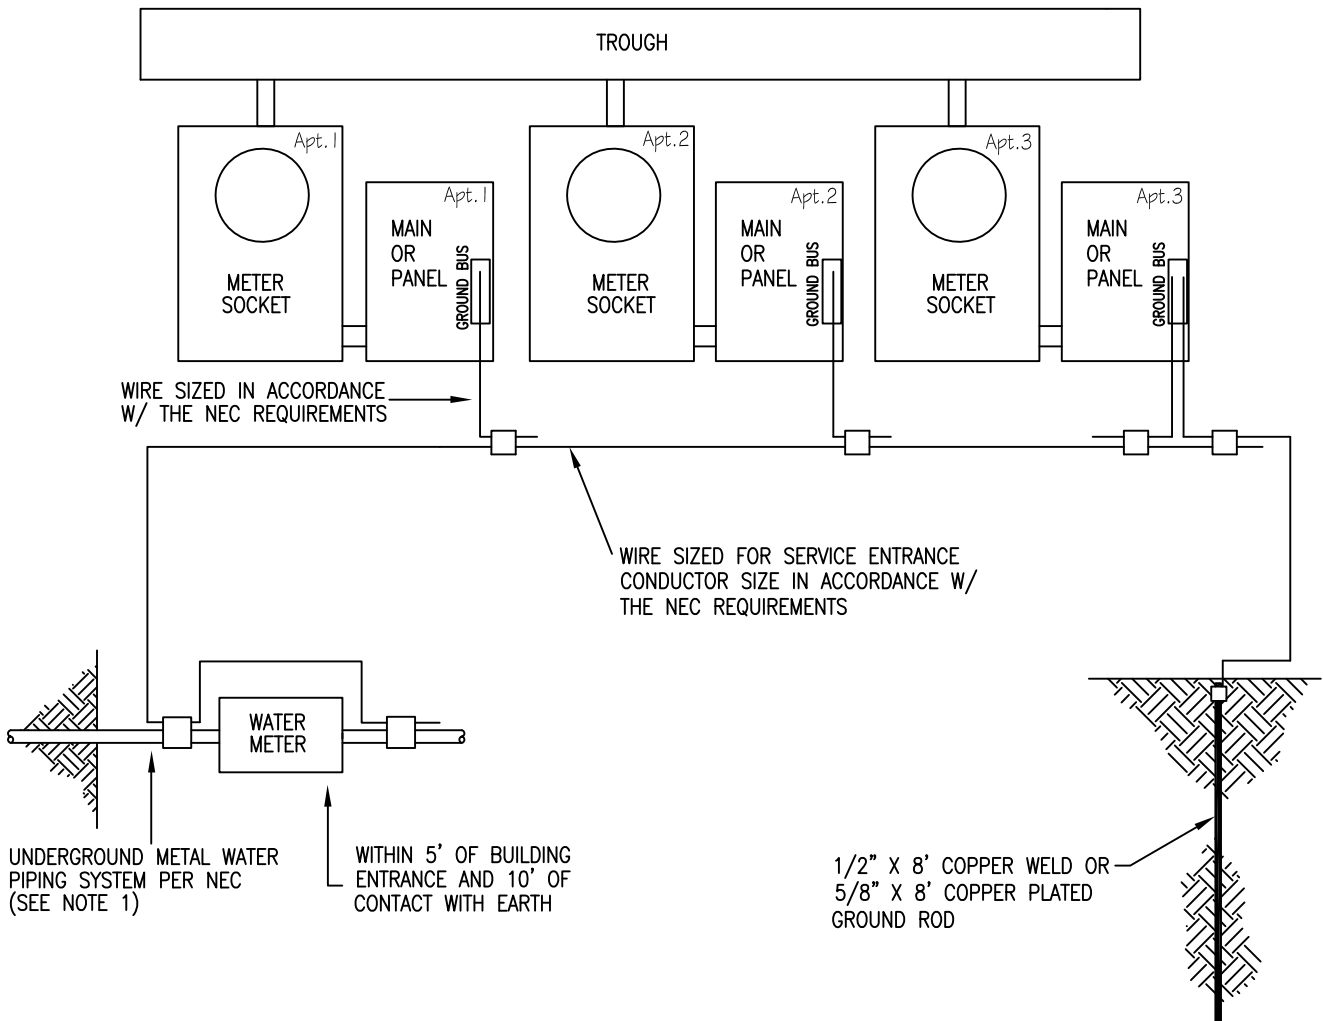 TROUGH
Apt.1
METER
SOCKET
Apt.1
MAIN
OR
PANEL
GROUND BUS
Apt.2
METER
SOCKET
Apt.2
MAIN
OR
PANEL
GROUND BUS
Apt.3
METER
SOCKET
Apt.3
MAIN
OR
PANEL
GROUND BUS
WIRE SIZED IN ACCORDANCE
W/ THE NEC REQUIREMENTS
WIRE SIZED FOR SERVICE ENTRANCE
CONDUCTOR SIZE IN ACCORDANCE W/
THE NEC REQUIREMENTS
WATER
METER
UNDERGROUND METAL WATER
PIPING SYSTEM PER NEC
(SEE NOTE 1)
WITHIN 5' OF BUILDING
ENTRANCE AND 10' OF
CONTACT WITH EARTH
1/2" X 8' COPPER WELD OR
5/8" X 8' COPPER PLATED
GROUND ROD